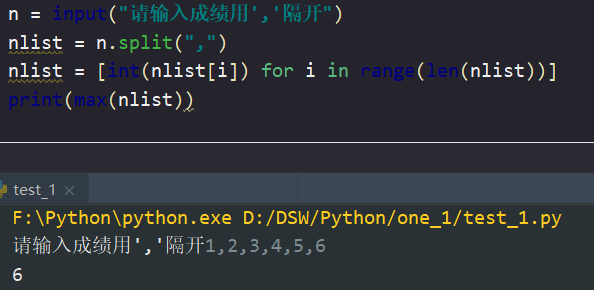 n = input("请输入成绩用','隔开")
nlist = n.split(",")
nlist = [int(nlist[i]) for i in range(len(nlist))]
print(max(nlist))
test_1 ×
F:\Python\python.exe D:/DSW/Python/one_1/test_1.py
请输入成绩用','隔开1,2,3,4,5,6
6